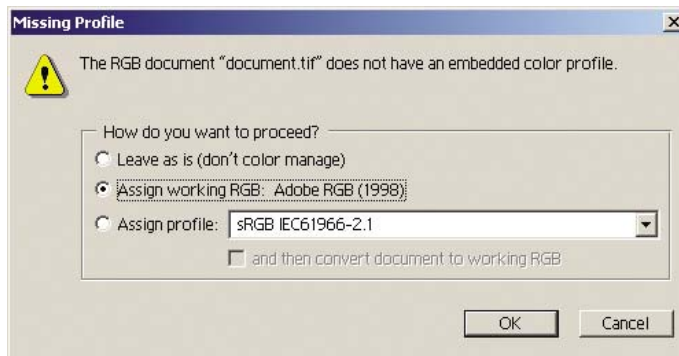 Missing Profile
The RGB document “document.tif” does not have an embedded color profile.
How do you want to proceed?
Leave as is (don't color manage)
Assign working RGB: Adobe RGB (1998)
Assign profile: sRGB IEC61966-2.1
and then convert document to working RGB
OK Cancel